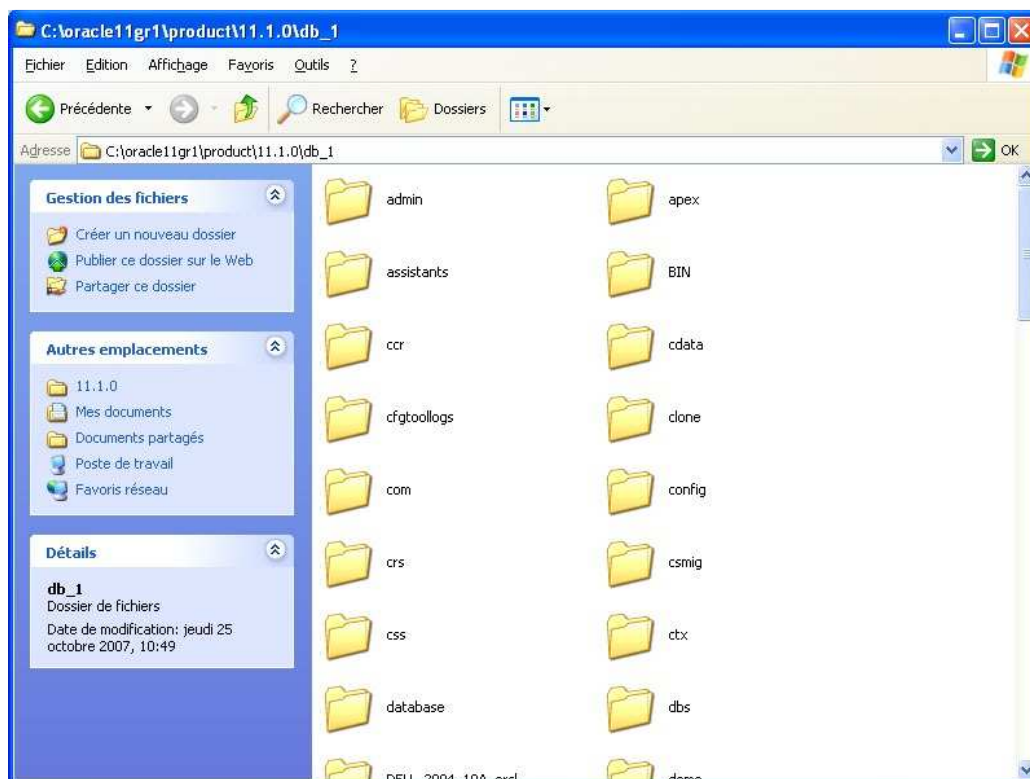 C:\oracle11gr1\product\11.1.0\db_1
Fichier Edition Affichage Favoris Outils ?
Précédente Rechercher Dossiers
Adresse C:\oracle11gr1\product\11.1.0\db_1 OK
Gestion des fichiers
Créer un nouveau dossier
Publier ce dossier sur le Web
Partager ce dossier
Autres emplacements
11.1.0
Mes documents
Documents partagés
Poste de travail
Favoris réseau
Détails
db_1
Dossier de fichiers
Date de modification: jeudi 25
octobre 2007, 10:49
admin apex
assistants BIN
ccr cdata
cfgtoollogs clone
com config
crs csmig
css ctx
database dbs